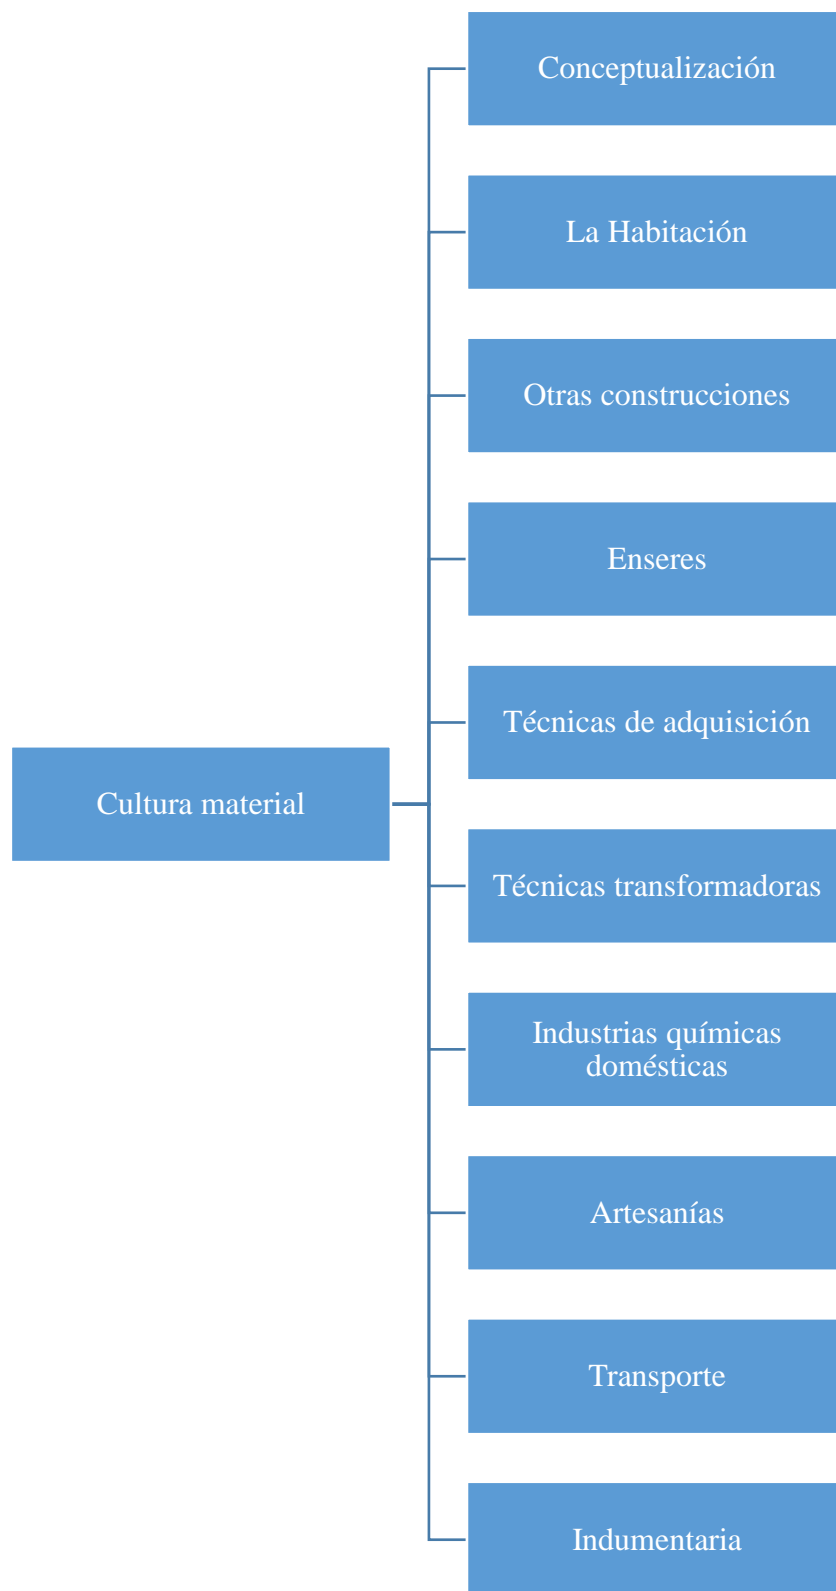 Conceptualización
La Habitación
Otras construcciones
Enseres
Técnicas de adquisición
Cultura material
Técnicas transformadoras
Industrias químicas
domésticas
Artesanías
Transporte
Indumentaria